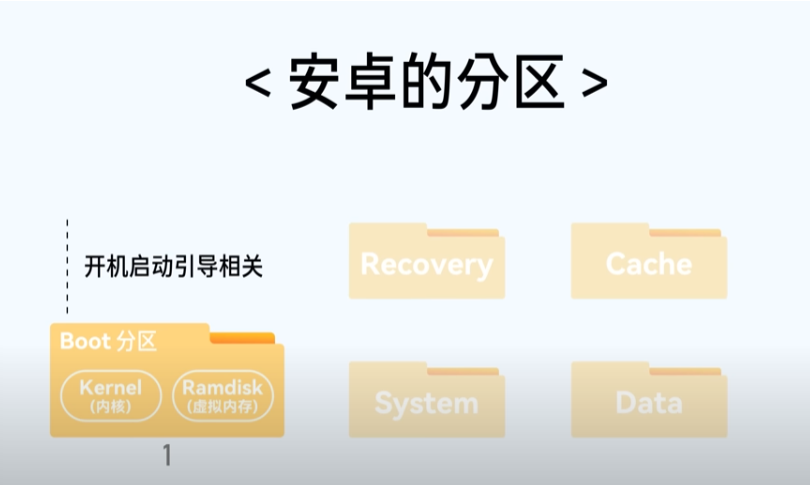 < 安卓的分区 >
开机启动引导相关
Recovery
Cache
Boot 分区
Kernel
(内核)
Ramdisk
(虚拟内存)
System
Data
1